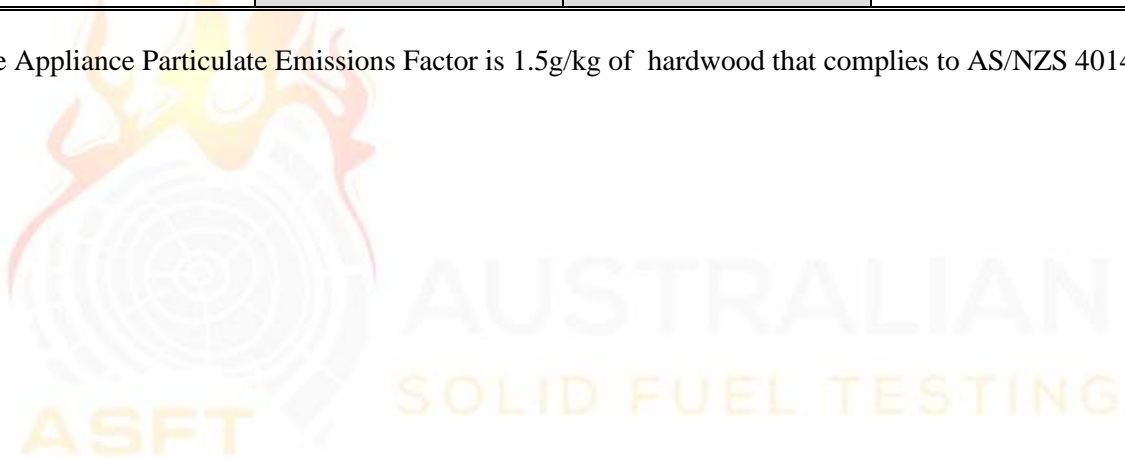 e Appliance Particulate Emissions Factor is 1.5g/kg of hardwood that complies to AS/NZS 4014
AUSTRALIAN
SOLID FUEL TESTING
ASFT